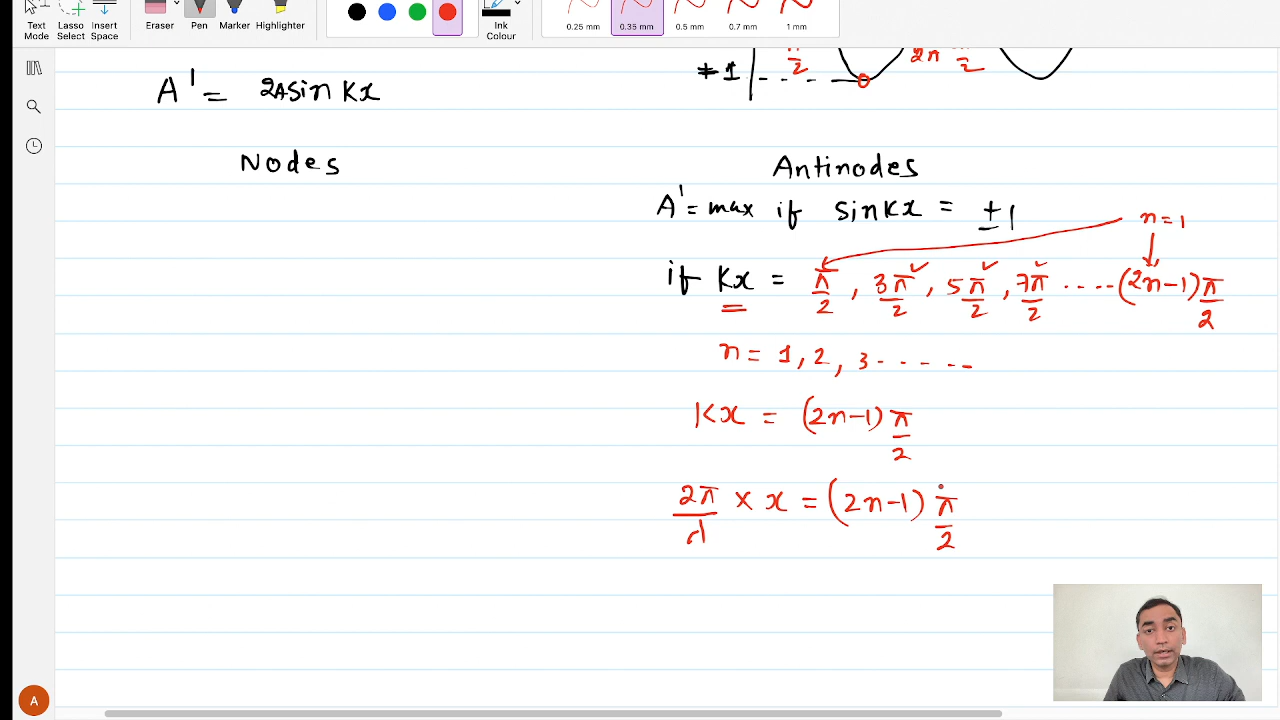 Text Mode
Lasso Select
Insert Space
Eraser
Pen
Marker
Highlighter
Ink Colour
0.25 mm
0.35 mm
0.5 mm
0.7 mm
1 mm
A' = 2A sin Kx
2π
Nodes
Antinodes
A' = max if sinKx = ±1
n=1
if Kx = π/2, 3π/2, 5π/2, 7π/2 ....(2n-1)π/2
n = 1, 2, 3 - - - - -
Kx = (2n-1)π/2
2π/λ × x = (2n-1)π/2
A